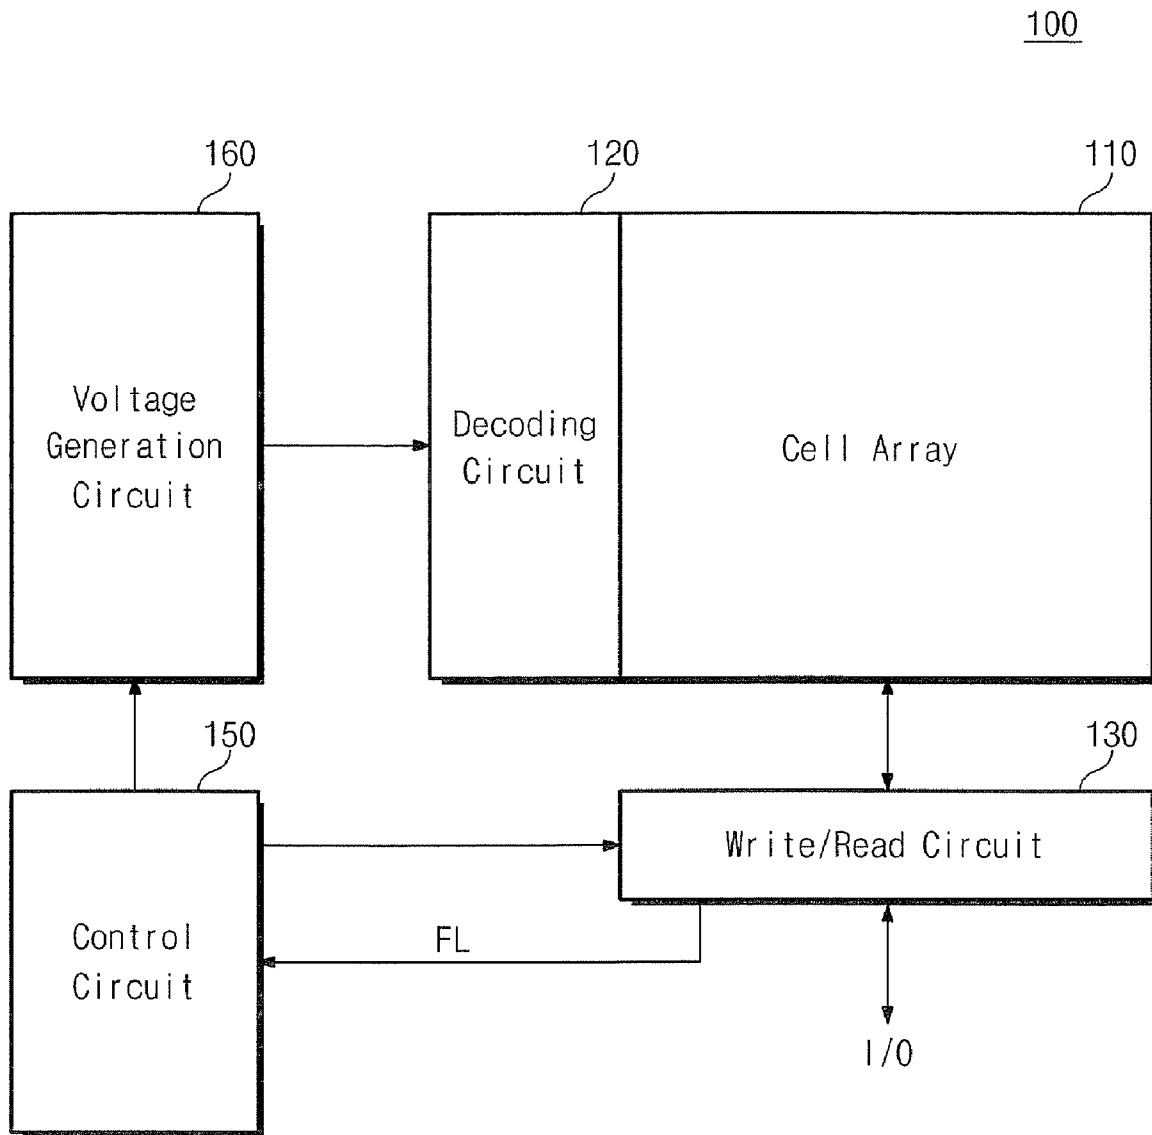 100
160
120
110
Voltage
Generation
Circuit
Decoding
Circuit
Cell Array
150
130
Write/Read Circuit
Control
Circuit
FL
I/O